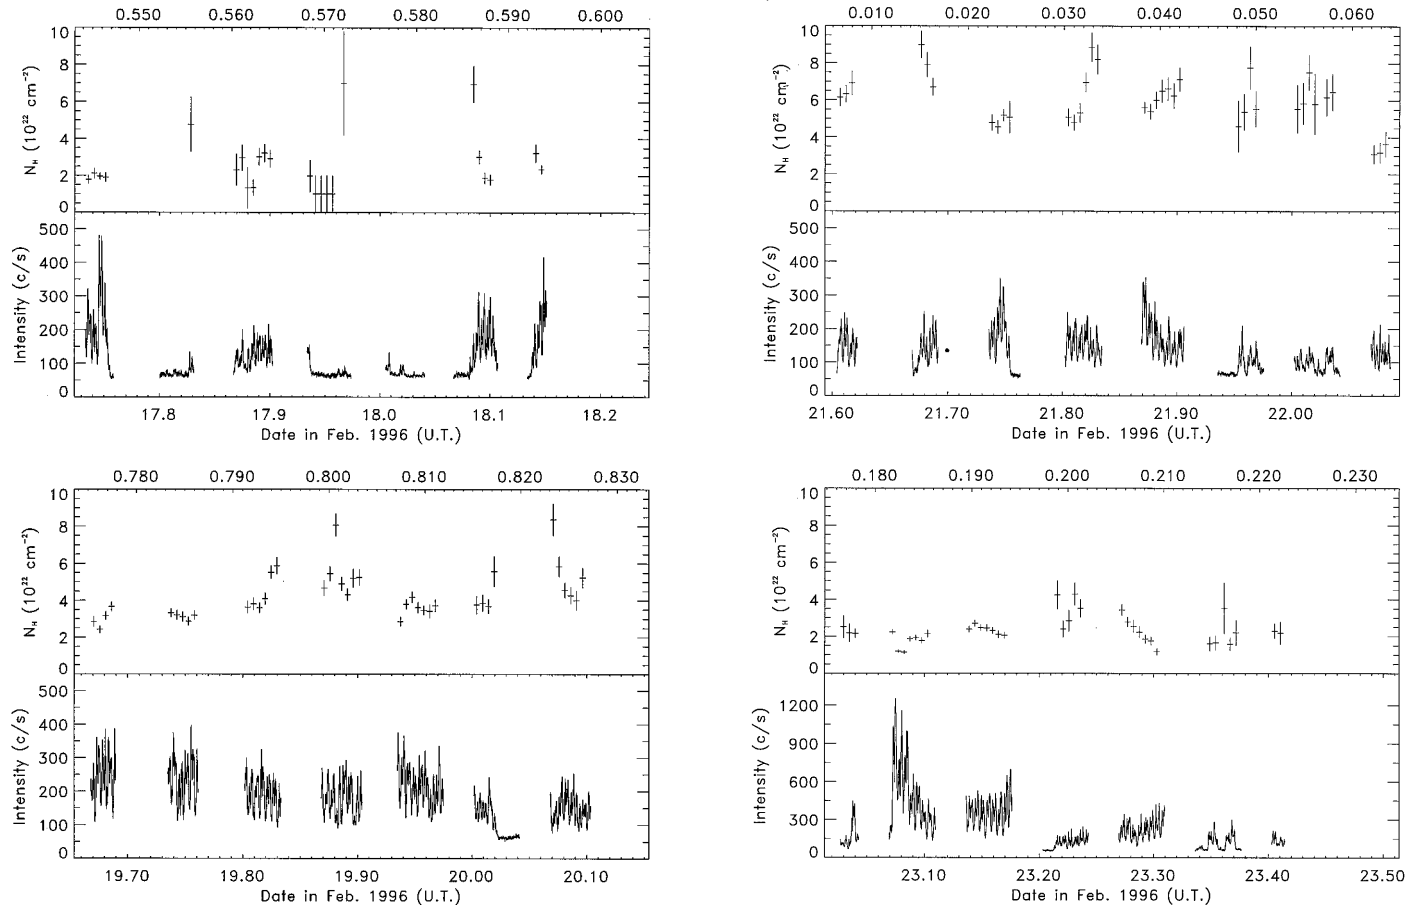 0.550 0.560 0.570 0.580 0.590 0.600
10
8
6
4
2
0
N_H (10²² cm⁻²)
500
400
300
200
100
0
Intensity (c/s)
17.8 17.9 18.0 18.1 18.2
Date in Feb. 1996 (U.T.)
0.010 0.020 0.030 0.040 0.050 0.060
10
8
6
4
2
0
N_H (10²² cm⁻²)
500
400
300
200
100
0
Intensity (c/s)
21.60 21.70 21.80 21.90 22.00
Date in Feb. 1996 (U.T.)
0.780 0.790 0.800 0.810 0.820 0.830
10
8
6
4
2
0
N_H (10²² cm⁻²)
500
400
300
200
100
0
Intensity (c/s)
19.70 19.80 19.90 20.00 20.10
Date in Feb. 1996 (U.T.)
0.180 0.190 0.200 0.210 0.220 0.230
10
8
6
4
2
0
N_H (10²² cm⁻²)
1200
900
600
300
0
Intensity (c/s)
23.10 23.20 23.30 23.40 23.50
Date in Feb. 1996 (U.T.)